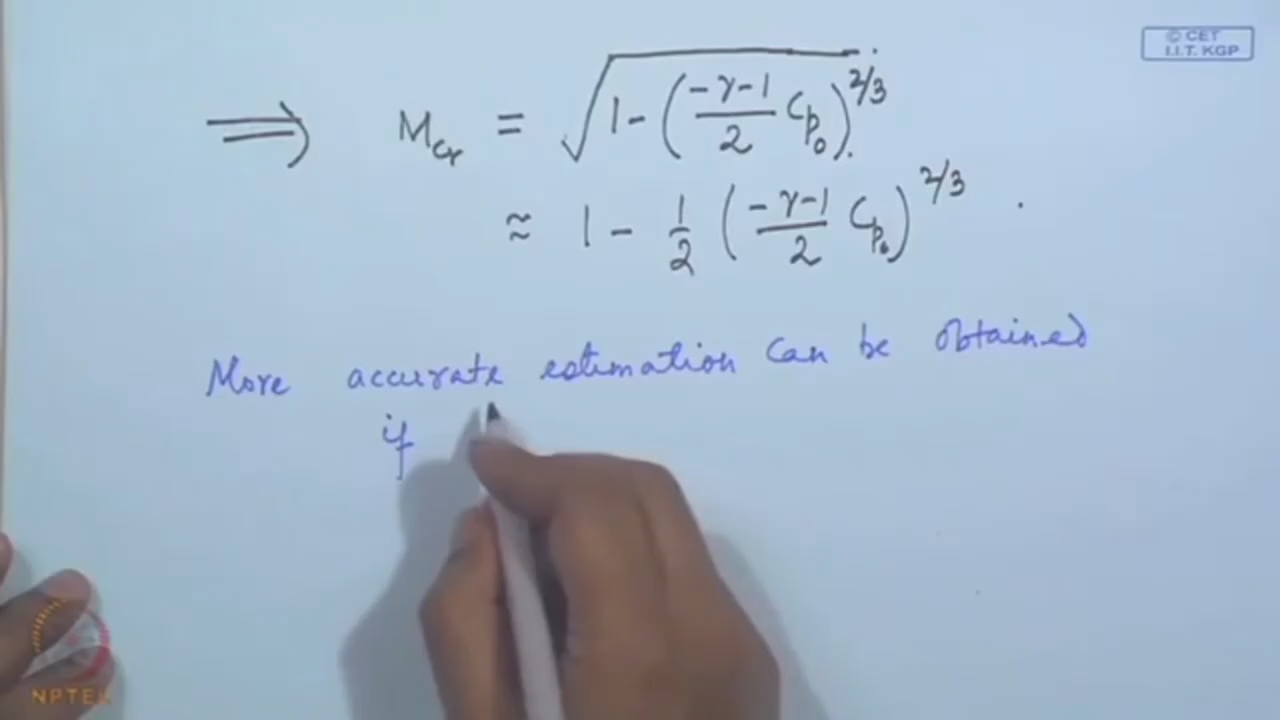 © CET
I.I.T. KGP
⟹ M_cr = √(1 - ((-γ-1)/2 C_p₀)^(2/3))
≈ 1 - 1/2 ((-γ-1)/2 C_p₀)^(2/3) .
More accurate estimation can be obtained
if
NPTEL